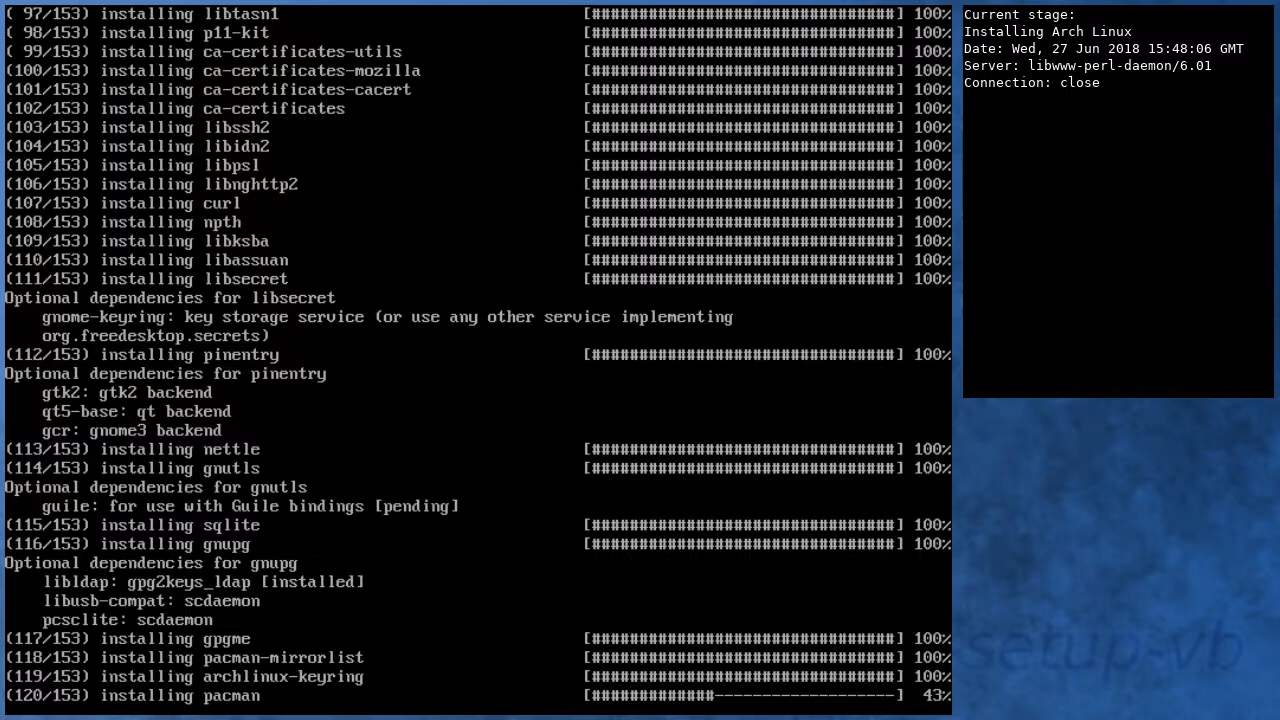 ( 97/153) installing libtasn1 [################################] 100%
( 98/153) installing p11-kit [################################] 100%
( 99/153) installing ca-certificates-utils [################################] 100%
(100/153) installing ca-certificates-mozilla [################################] 100%
(101/153) installing ca-certificates-cacert [################################] 100%
(102/153) installing ca-certificates [################################] 100%
(103/153) installing libssh2 [################################] 100%
(104/153) installing libidn2 [################################] 100%
(105/153) installing libpsl [################################] 100%
(106/153) installing libnghttp2 [################################] 100%
(107/153) installing curl [################################] 100%
(108/153) installing npth [################################] 100%
(109/153) installing libksba [################################] 100%
(110/153) installing libassuan [################################] 100%
(111/153) installing libsecret [################################] 100%
Optional dependencies for libsecret
gnome-keyring: key storage service (or use any other service implementing
org.freedesktop.secrets)
(112/153) installing pinentry [################################] 100%
Optional dependencies for pinentry
gtk2: gtk2 backend
qt5-base: qt backend
gcr: gnome3 backend
(113/153) installing nettle [################################] 100%
(114/153) installing gnutls [################################] 100%
Optional dependencies for gnutls
guile: for use with Guile bindings [pending]
(115/153) installing sqlite [################################] 100%
(116/153) installing gnupg [################################] 100%
Optional dependencies for gnupg
libldap: gpg2keys_ldap [installed]
libusb-compat: scdaemon
pcsclite: scdaemon
(117/153) installing gpgme [################################] 100%
(118/153) installing pacman-mirrorlist [################################] 100%
(119/153) installing archlinux-keyring [################################] 100%
(120/153) installing pacman [#############-------------------] 43%
Current stage:
Installing Arch Linux
Date: Wed, 27 Jun 2018 15:48:06 GMT
Server: libwww-perl-daemon/6.01
Connection: close
setup-vb